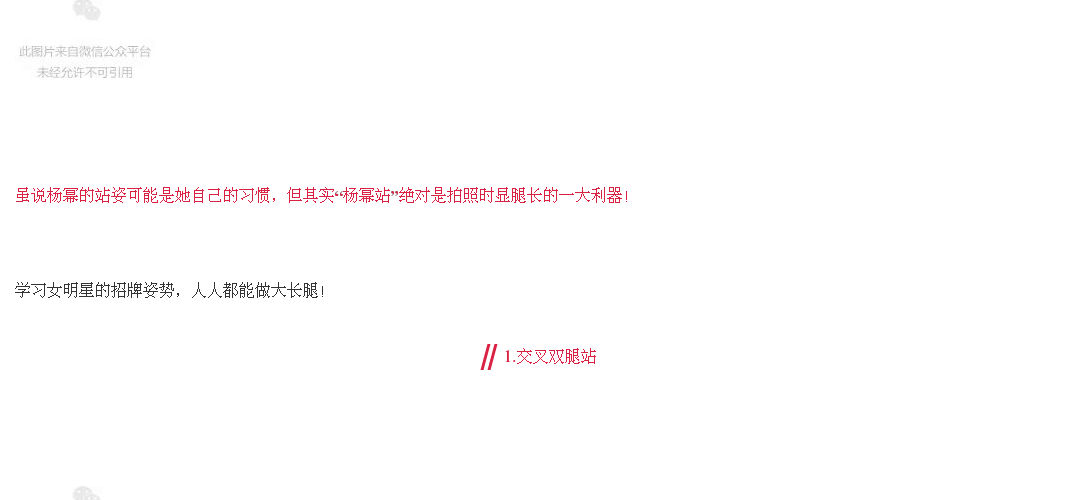 此图片来自微信公众平台
未经允许不可引用
虽说杨幂的站姿可能是她自己的习惯，但其实“杨幂站”绝对是拍照时显腿长的一大利器！
学习女明星的招牌姿势，人人都能做大长腿！
// 1.交叉双腿站